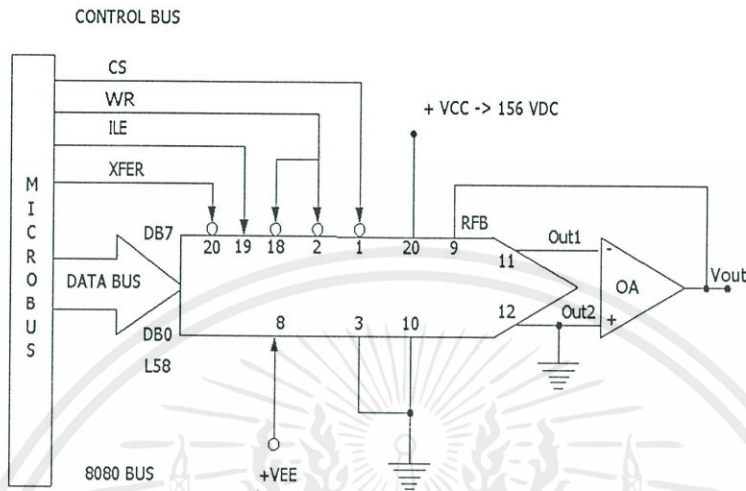 CONTROL BUS
CS
WR
ILE
XFER
+ VCC -> 156 VDC
MICROBUS
DB7
20 19 18 2 1 20 9
RFB
11
Out1
-
OA
Vout
DATA BUS
12
Out2
+
DB0
8 3 10
L58
8080 BUS
+VEE